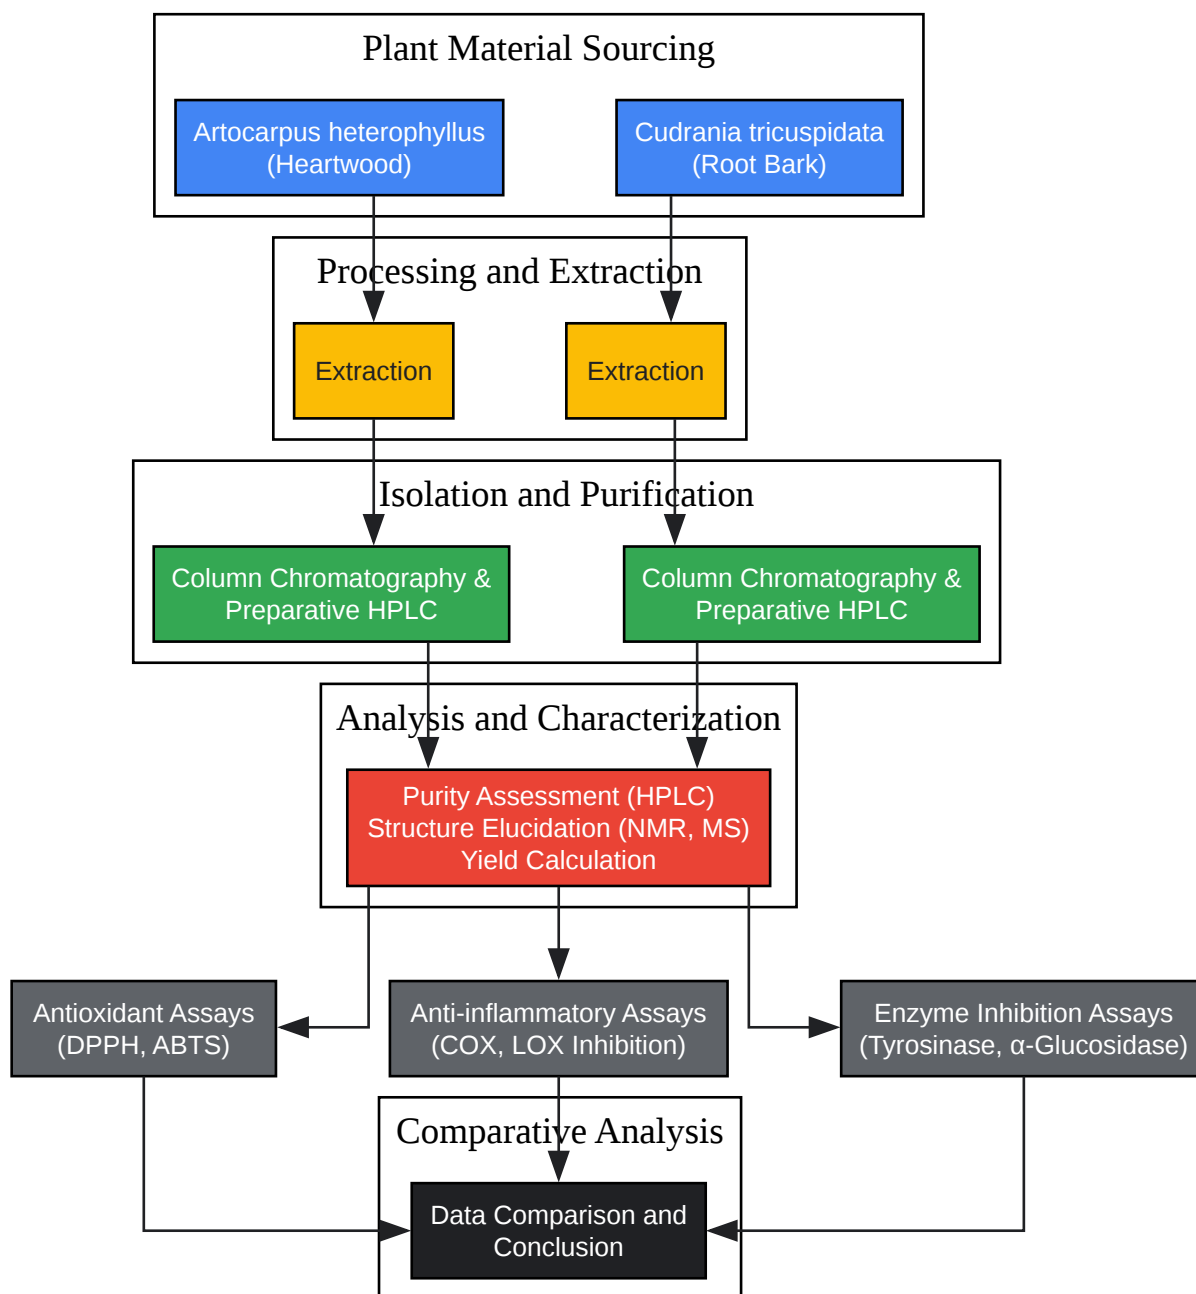 Plant Material Sourcing
Artocarpus heterophyllus
(Heartwood)
Cudrania tricuspidata
(Root Bark)
Processing and Extraction
Extraction
Extraction
Isolation and Purification
Column Chromatography &
Preparative HPLC
Column Chromatography &
Preparative HPLC
Analysis and Characterization
Purity Assessment (HPLC)
Structure Elucidation (NMR, MS)
Yield Calculation
Antioxidant Assays
(DPPH, ABTS)
Anti-inflammatory Assays
(COX, LOX Inhibition)
Enzyme Inhibition Assays
(Tyrosinase, α-Glucosidase)
Comparative Analysis
Data Comparison and
Conclusion